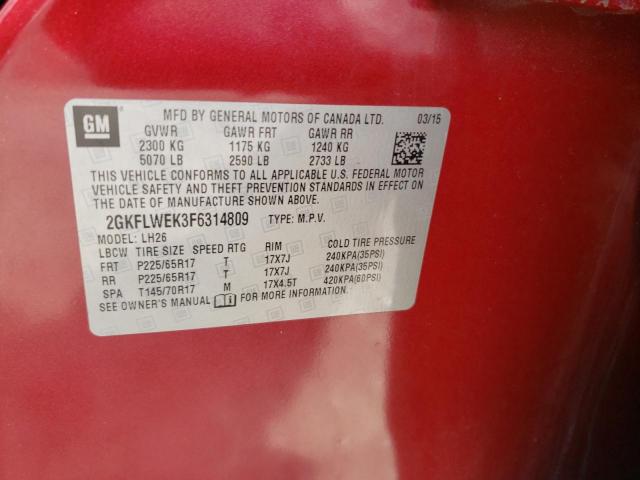 GM
MFD BY GENERAL MOTORS OF CANADA LTD. 03/15
GVWR GAWR FRT GAWR RR
2300 KG 1175 KG 1240 KG
5070 LB 2590 LB 2733 LB
THIS VEHICLE CONFORMS TO ALL APPLICABLE U.S. FEDERAL MOTOR
VEHICLE SAFETY AND THEFT PREVENTION STANDARDS IN EFFECT ON
THE DATE OF MANUFACTURE SHOWN ABOVE.
2GKFLWEK3F6314809 TYPE: M.P.V.
MODEL: LH26
LBCW TIRE SIZE SPEED RTG RIM COLD TIRE PRESSURE
FRT P225/65R17 T 17X7J 240KPA(35PSI)
RR P225/65R17 T 17X7J 240KPA(35PSI)
SPA T145/70R17 M 17X4.5T 420KPA(60PSI)
SEE OWNER'S MANUAL FOR MORE INFORMATION.